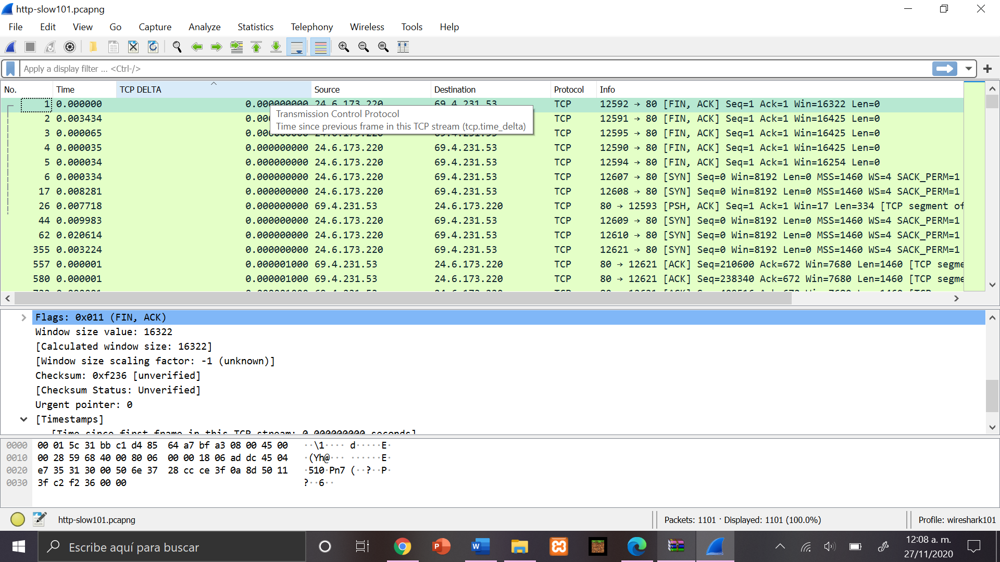 http-slow101.pcapng
File Edit View Go Capture Analyze Statistics Telephony Wireless Tools Help
Apply a display filter ... <Ctrl-/>
No. Time TCP DELTA Source Destination Protocol Info
1 0.000000 0.000000000 24.6.173.220 69.4.231.53 TCP 12592 → 80 [FIN, ACK] Seq=1 Ack=1 Win=16322 Len=0
Transmission Control Protocol
Time since previous frame in this TCP stream (tcp.time_delta)
2 0.003434 0.000 TCP 12591 → 80 [FIN, ACK] Seq=1 Ack=1 Win=16425 Len=0
3 0.000065 0.000000000 24.6.173.220 69.4.231.53 TCP 12595 → 80 [FIN, ACK] Seq=1 Ack=1 Win=16425 Len=0
4 0.000035 0.000000000 24.6.173.220 69.4.231.53 TCP 12590 → 80 [FIN, ACK] Seq=1 Ack=1 Win=16425 Len=0
5 0.000034 0.000000000 24.6.173.220 69.4.231.53 TCP 12594 → 80 [FIN, ACK] Seq=1 Ack=1 Win=16254 Len=0
6 0.000334 0.000000000 24.6.173.220 69.4.231.53 TCP 12607 → 80 [SYN] Seq=0 Win=8192 Len=0 MSS=1460 WS=4 SACK_PERM=1
17 0.008281 0.000000000 24.6.173.220 69.4.231.53 TCP 12608 → 80 [SYN] Seq=0 Win=8192 Len=0 MSS=1460 WS=4 SACK_PERM=1
26 0.007718 0.000000000 69.4.231.53 24.6.173.220 TCP 80 → 12593 [PSH, ACK] Seq=1 Ack=1 Win=17 Len=334 [TCP segment of
44 0.009983 0.000000000 24.6.173.220 69.4.231.53 TCP 12609 → 80 [SYN] Seq=0 Win=8192 Len=0 MSS=1460 WS=4 SACK_PERM=1
62 0.020614 0.000000000 24.6.173.220 69.4.231.53 TCP 12610 → 80 [SYN] Seq=0 Win=8192 Len=0 MSS=1460 WS=4 SACK_PERM=1
355 0.003224 0.000000000 24.6.173.220 69.4.231.53 TCP 12621 → 80 [SYN] Seq=0 Win=8192 Len=0 MSS=1460 WS=4 SACK_PERM=1
557 0.000001 0.000001000 69.4.231.53 24.6.173.220 TCP 80 → 12621 [ACK] Seq=210600 Ack=672 Win=7680 Len=1460 [TCP segme
580 0.000001 0.000001000 69.4.231.53 24.6.173.220 TCP 80 → 12621 [ACK] Seq=238340 Ack=672 Win=7680 Len=1460 [TCP segme
Flags: 0x011 (FIN, ACK)
Window size value: 16322
[Calculated window size: 16322]
[Window size scaling factor: -1 (unknown)]
Checksum: 0xf236 [unverified]
[Checksum Status: Unverified]
Urgent pointer: 0
[Timestamps]
[Time since first frame in this TCP stream: 0.000000000 seconds]
0000 00 01 5c 31 bb c1 d4 85 64 a7 bf a3 08 00 45 00 ··\1···· d·····E·
0010 00 28 59 68 40 00 80 06 00 00 18 06 ad dc 45 04 ·(Yh@··· ······E·
0020 e7 35 31 30 00 50 6e 37 28 cc ce 3f 0a 8d 50 11 ·510·Pn7 (··?··P·
0030 3f c2 f2 36 00 00 ?··6··
http-slow101.pcapng Packets: 1101 · Displayed: 1101 (100.0%) Profile: wireshark101
Escribe aquí para buscar
12:08 a. m.
27/11/2020